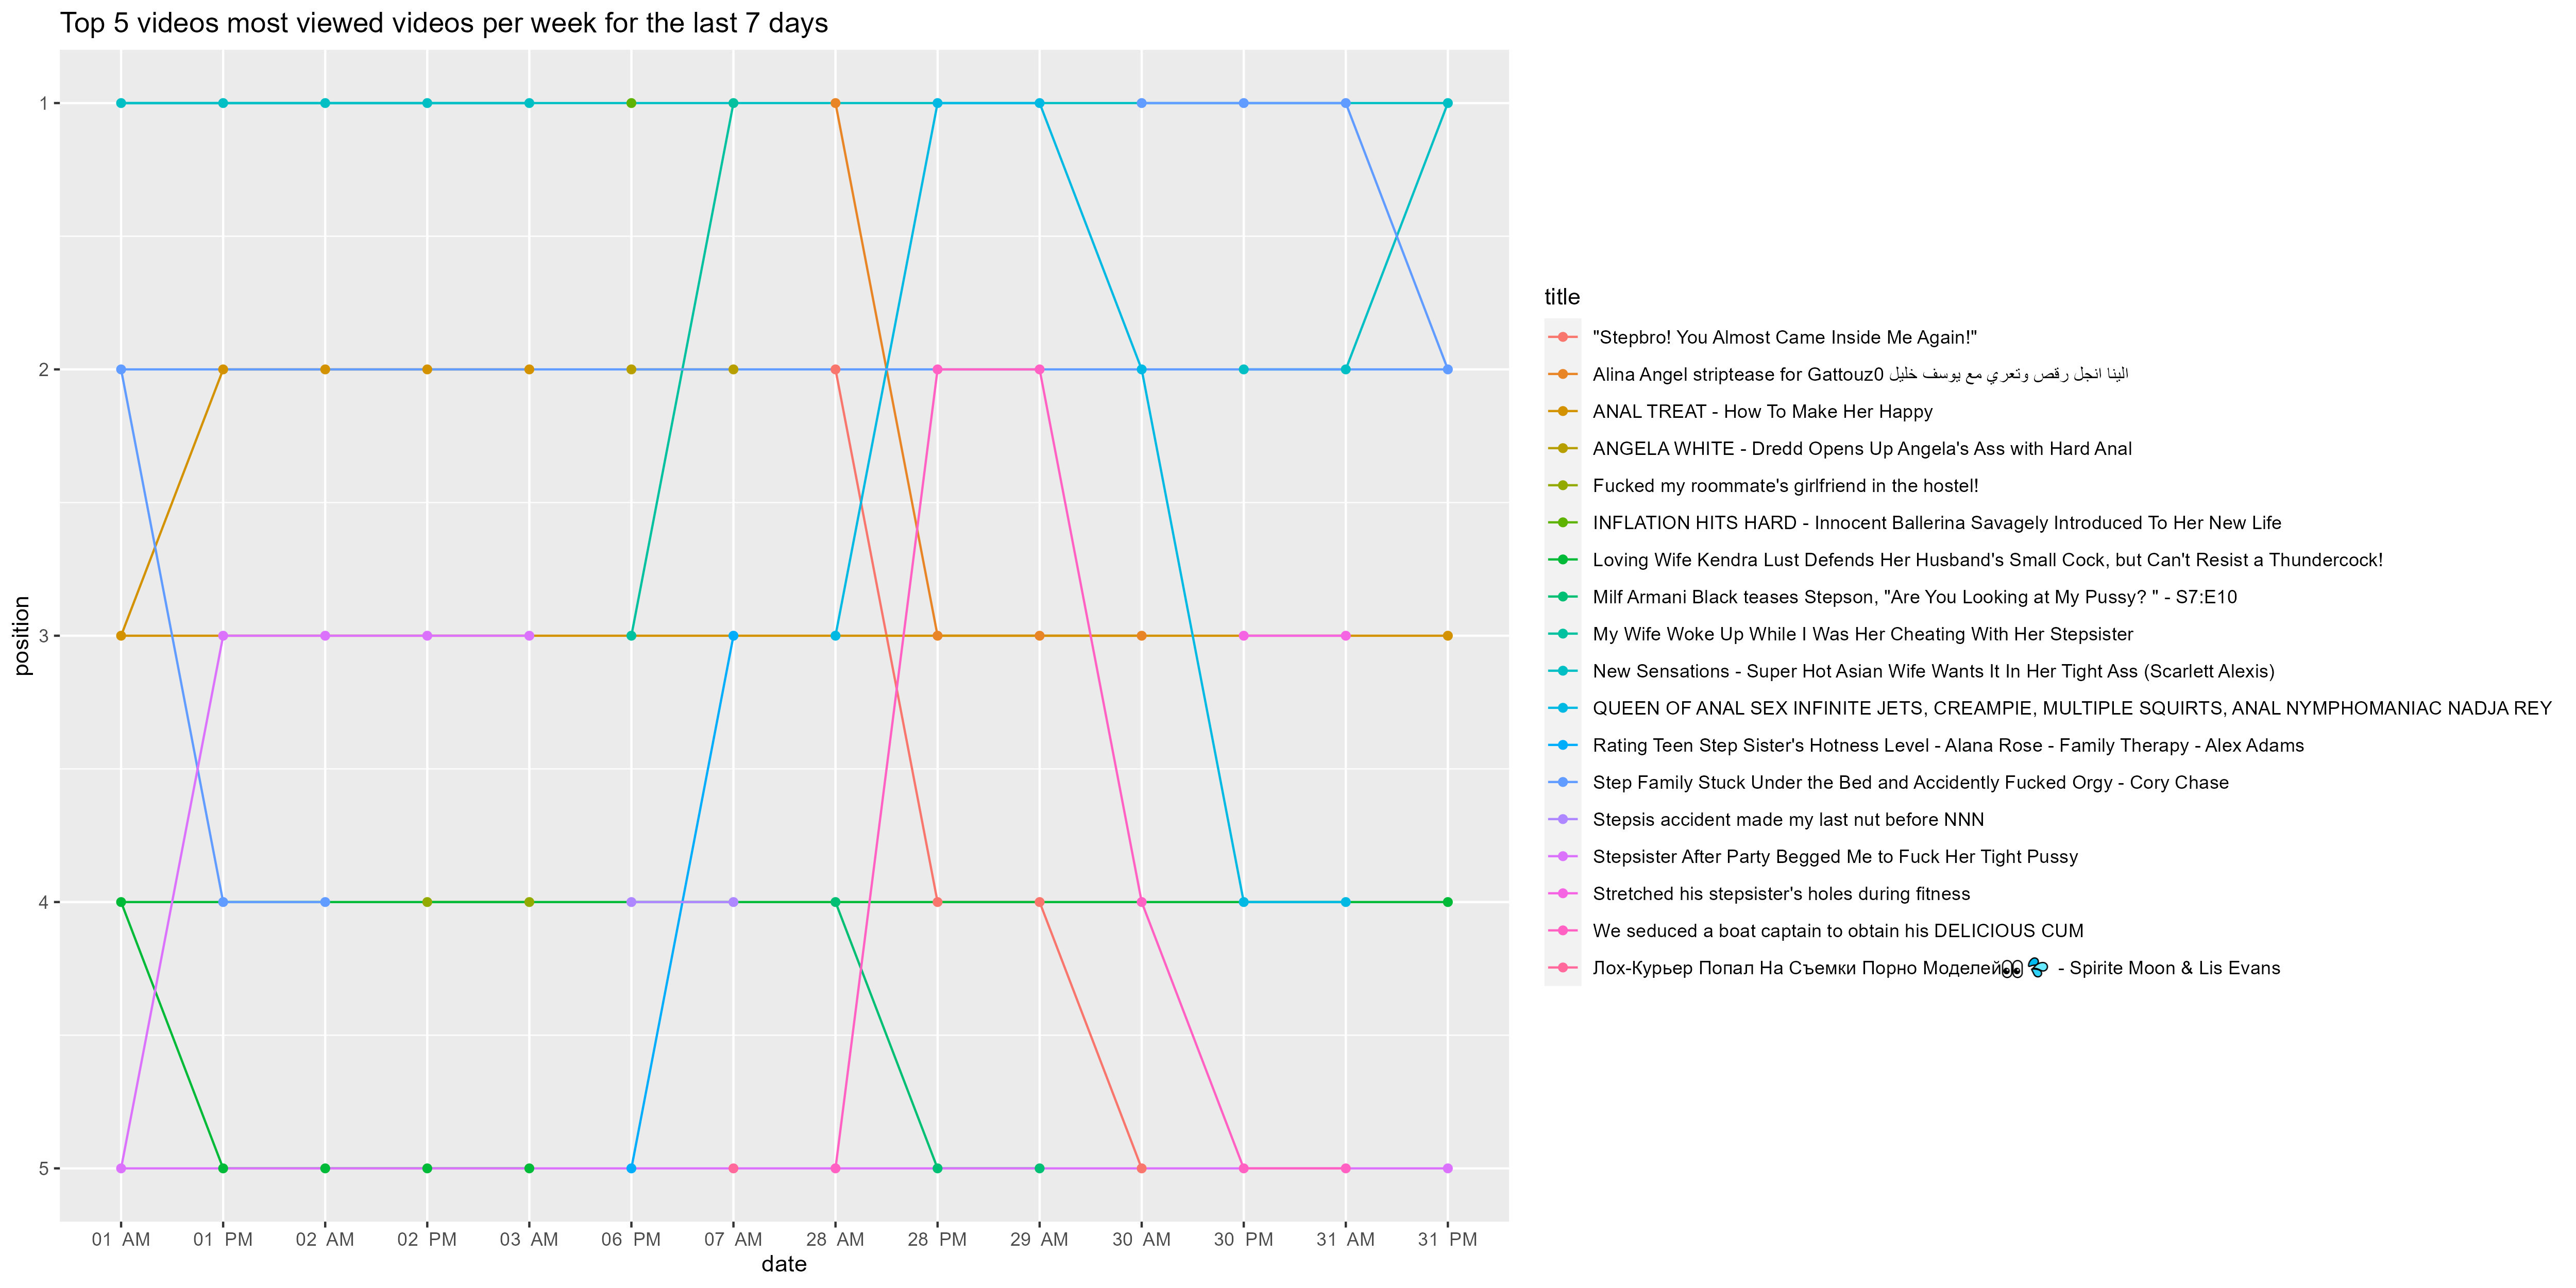 Top 5 videos most viewed videos per week for the last 7 days
1
2
3
4
5
position
01 AM 01 PM 02 AM 02 PM 03 AM 06 PM 07 AM 28 AM 28 PM 29 AM 30 AM 30 PM 31 AM 31 PM
date
title
"Stepbro! You Almost Came Inside Me Again!"
Alina Angel striptease for Gattouz0 الينا انجل رقص وتعري مع يوسف خليل
ANAL TREAT - How To Make Her Happy
ANGELA WHITE - Dredd Opens Up Angela's Ass with Hard Anal
Fucked my roommate's girlfriend in the hostel!
INFLATION HITS HARD - Innocent Ballerina Savagely Introduced To Her New Life
Loving Wife Kendra Lust Defends Her Husband's Small Cock, but Can't Resist a Thundercock!
Milf Armani Black teases Stepson, "Are You Looking at My Pussy? " - S7:E10
My Wife Woke Up While I Was Her Cheating With Her Stepsister
New Sensations - Super Hot Asian Wife Wants It In Her Tight Ass (Scarlett Alexis)
QUEEN OF ANAL SEX INFINITE JETS, CREAMPIE, MULTIPLE SQUIRTS, ANAL NYMPHOMANIAC NADJA REY
Rating Teen Step Sister's Hotness Level - Alana Rose - Family Therapy - Alex Adams
Step Family Stuck Under the Bed and Accidently Fucked Orgy - Cory Chase
Stepsis accident made my last nut before NNN
Stepsister After Party Begged Me to Fuck Her Tight Pussy
Stretched his stepsister's holes during fitness
We seduced a boat captain to obtain his DELICIOUS CUM
Лох-Курьер Попал На Съемки Порно Моделей👀💦 - Spirite Moon & Lis Evans